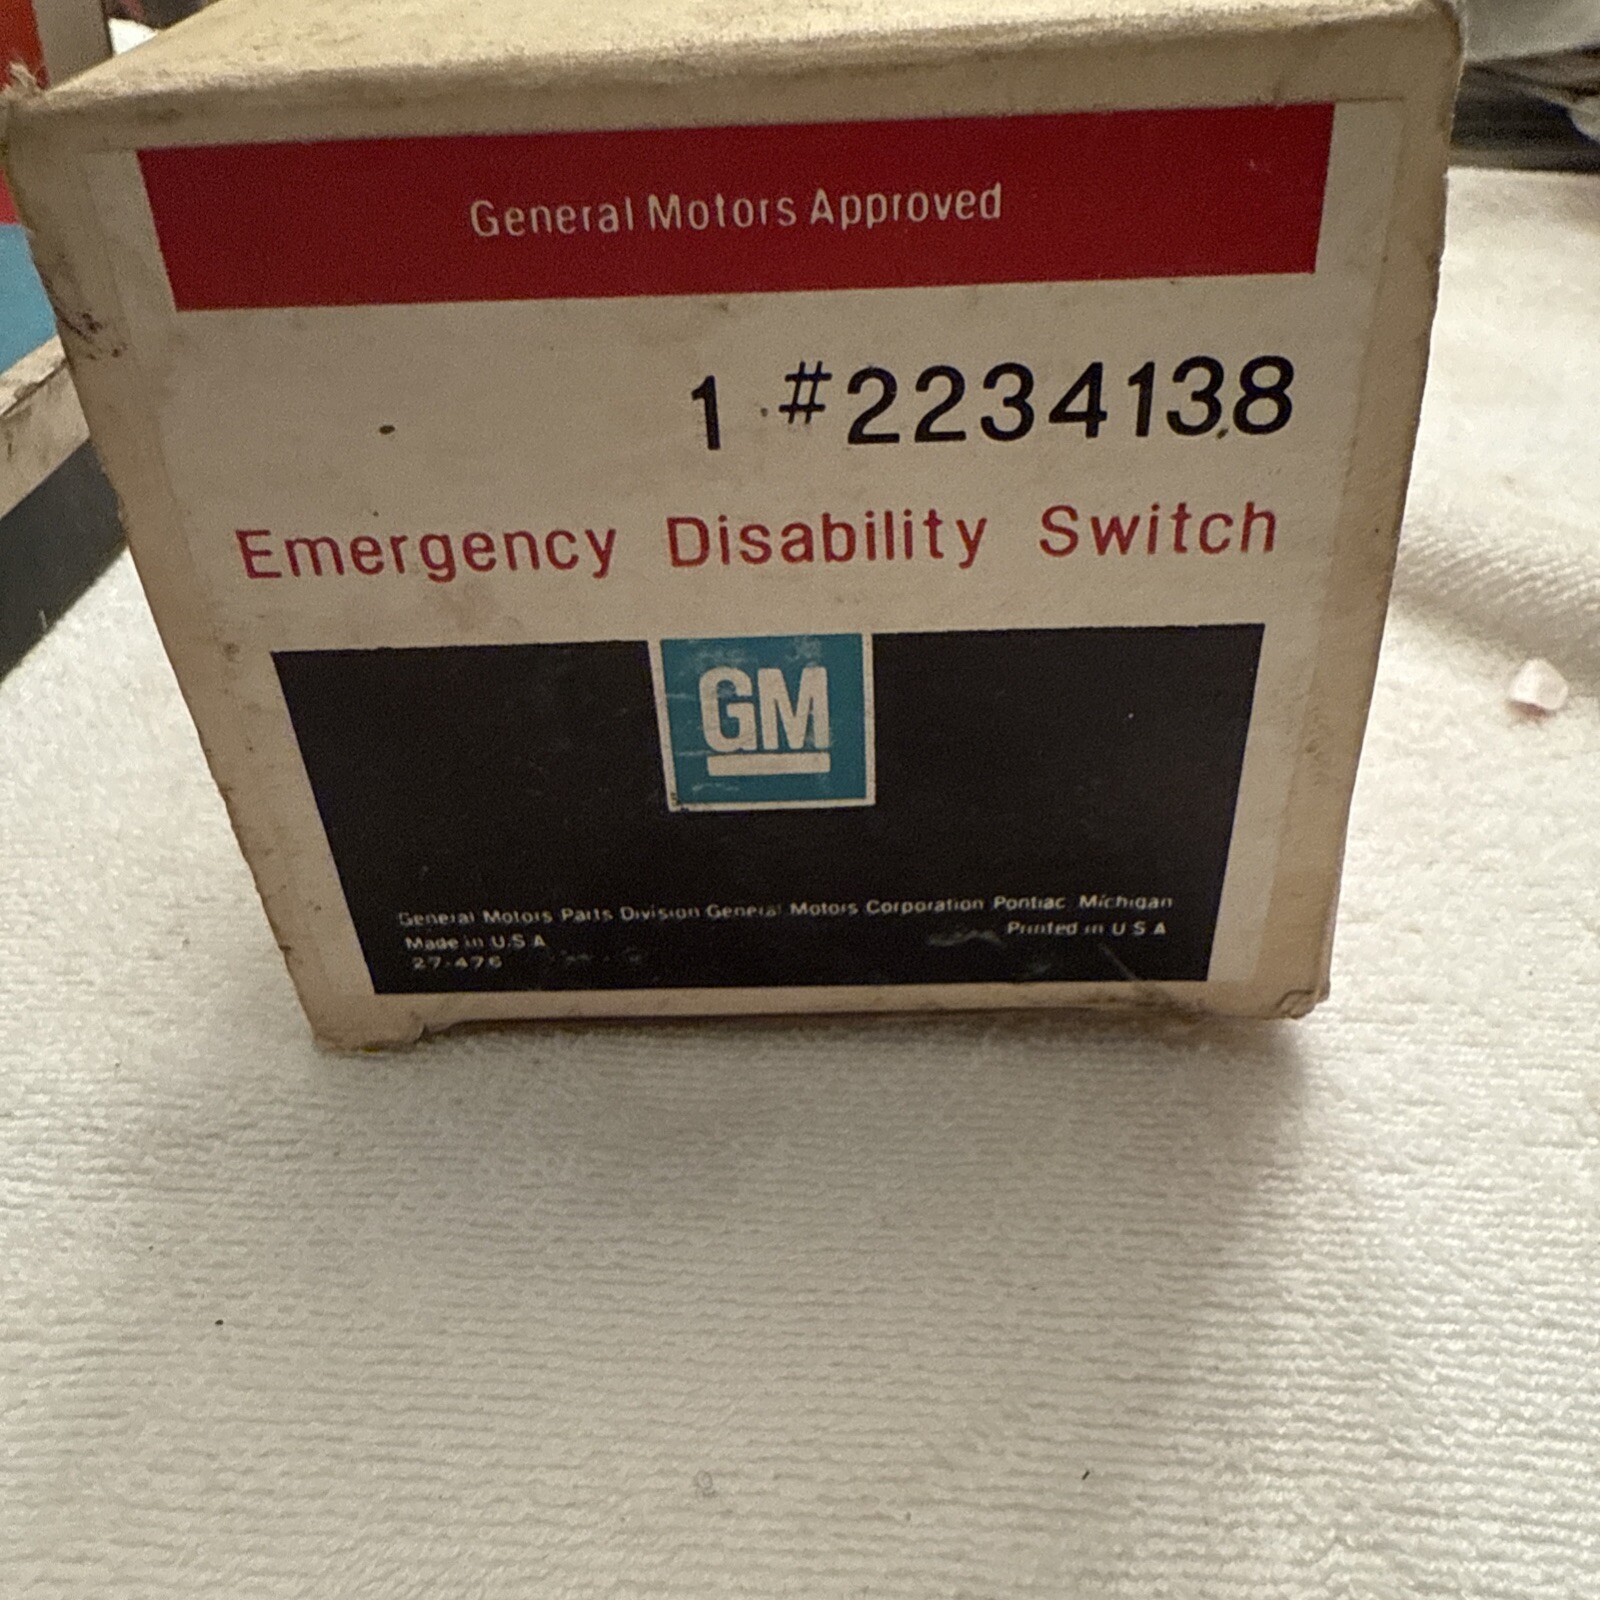 General Motors Approved
1 #2234138
Emergency Disability Switch
GM
General Motors Parts Division General Motors Corporation Pontiac Michigan
Made in U.S A
Printed in U S A
27-476